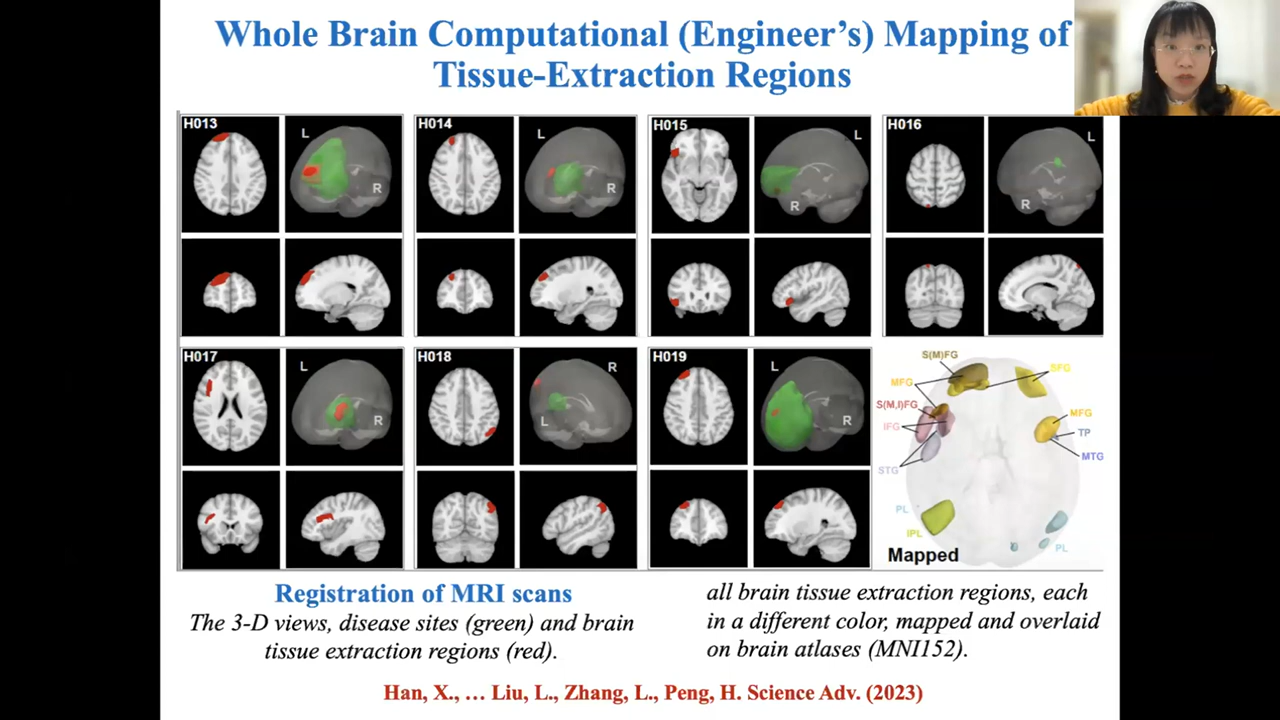 Whole Brain Computational (Engineer’s) Mapping of
Tissue-Extraction Regions
H013
L
R
H014
L
R
H015
L
R
H016
L
R
H017
L
R
H018
R
L
H019
L
R
S(M)FG
SFG
MFG
S(M,I)FG
IFG
MFG
TP
MTG
STG
PL
IPL
PL
Mapped
Registration of MRI scans
The 3-D views, disease sites (green) and brain
tissue extraction regions (red).
all brain tissue extraction regions, each
in a different color, mapped and overlaid
on brain atlases (MNI152).
Han, X., … Liu, L., Zhang, L., Peng, H. Science Adv. (2023)